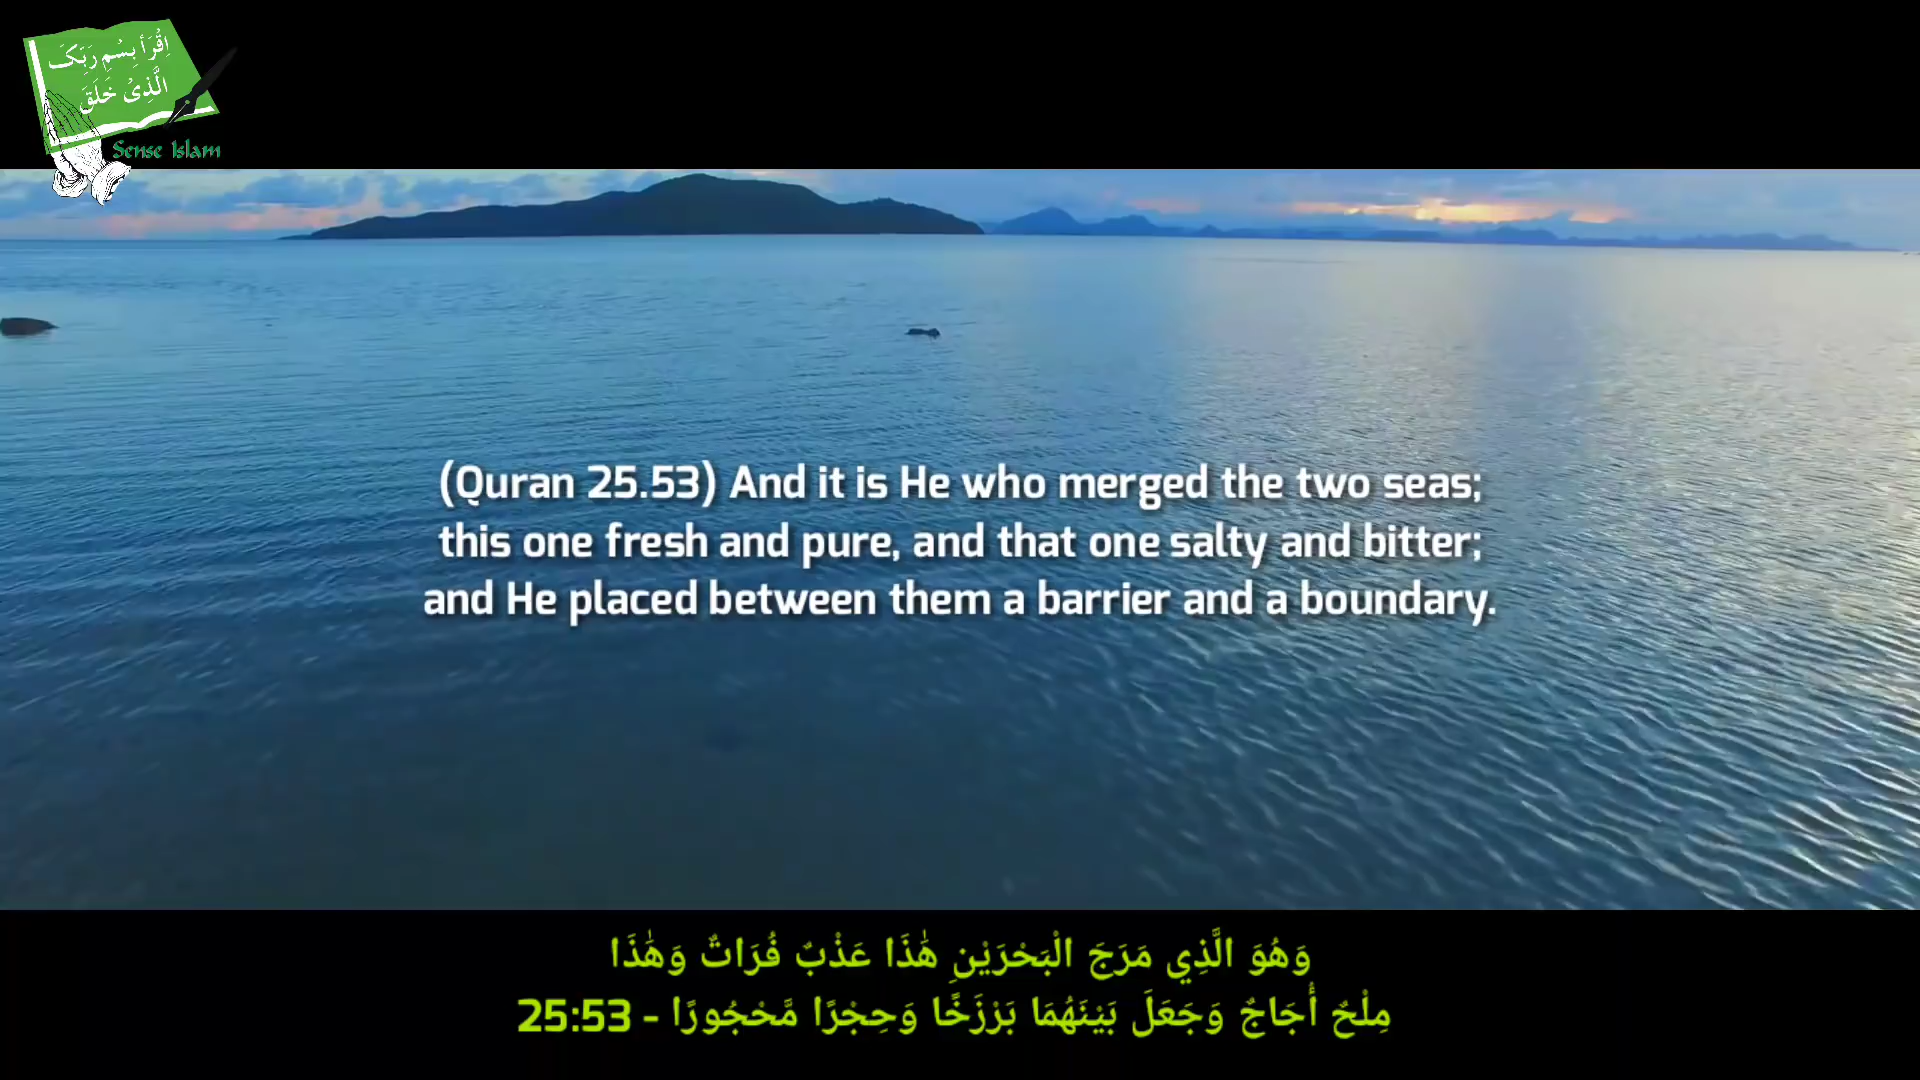 اِقْرَأ بِسْمِ رَبِّكَ
الَّذِیْ خَلَقَ
Sense Islam
(Quran 25.53) And it is He who merged the two seas;
this one fresh and pure, and that one salty and bitter;
and He placed between them a barrier and a boundary.
وَهُوَ الَّذِي مَرَجَ الْبَحْرَيْنِ هَٰذَا عَذْبٌ فُرَاتٌ وَهَٰذَا
مِلْحٌ أُجَاجٌ وَجَعَلَ بَيْنَهُمَا بَرْزَخًا وَحِجْرًا مَّحْجُورًا - 25:53